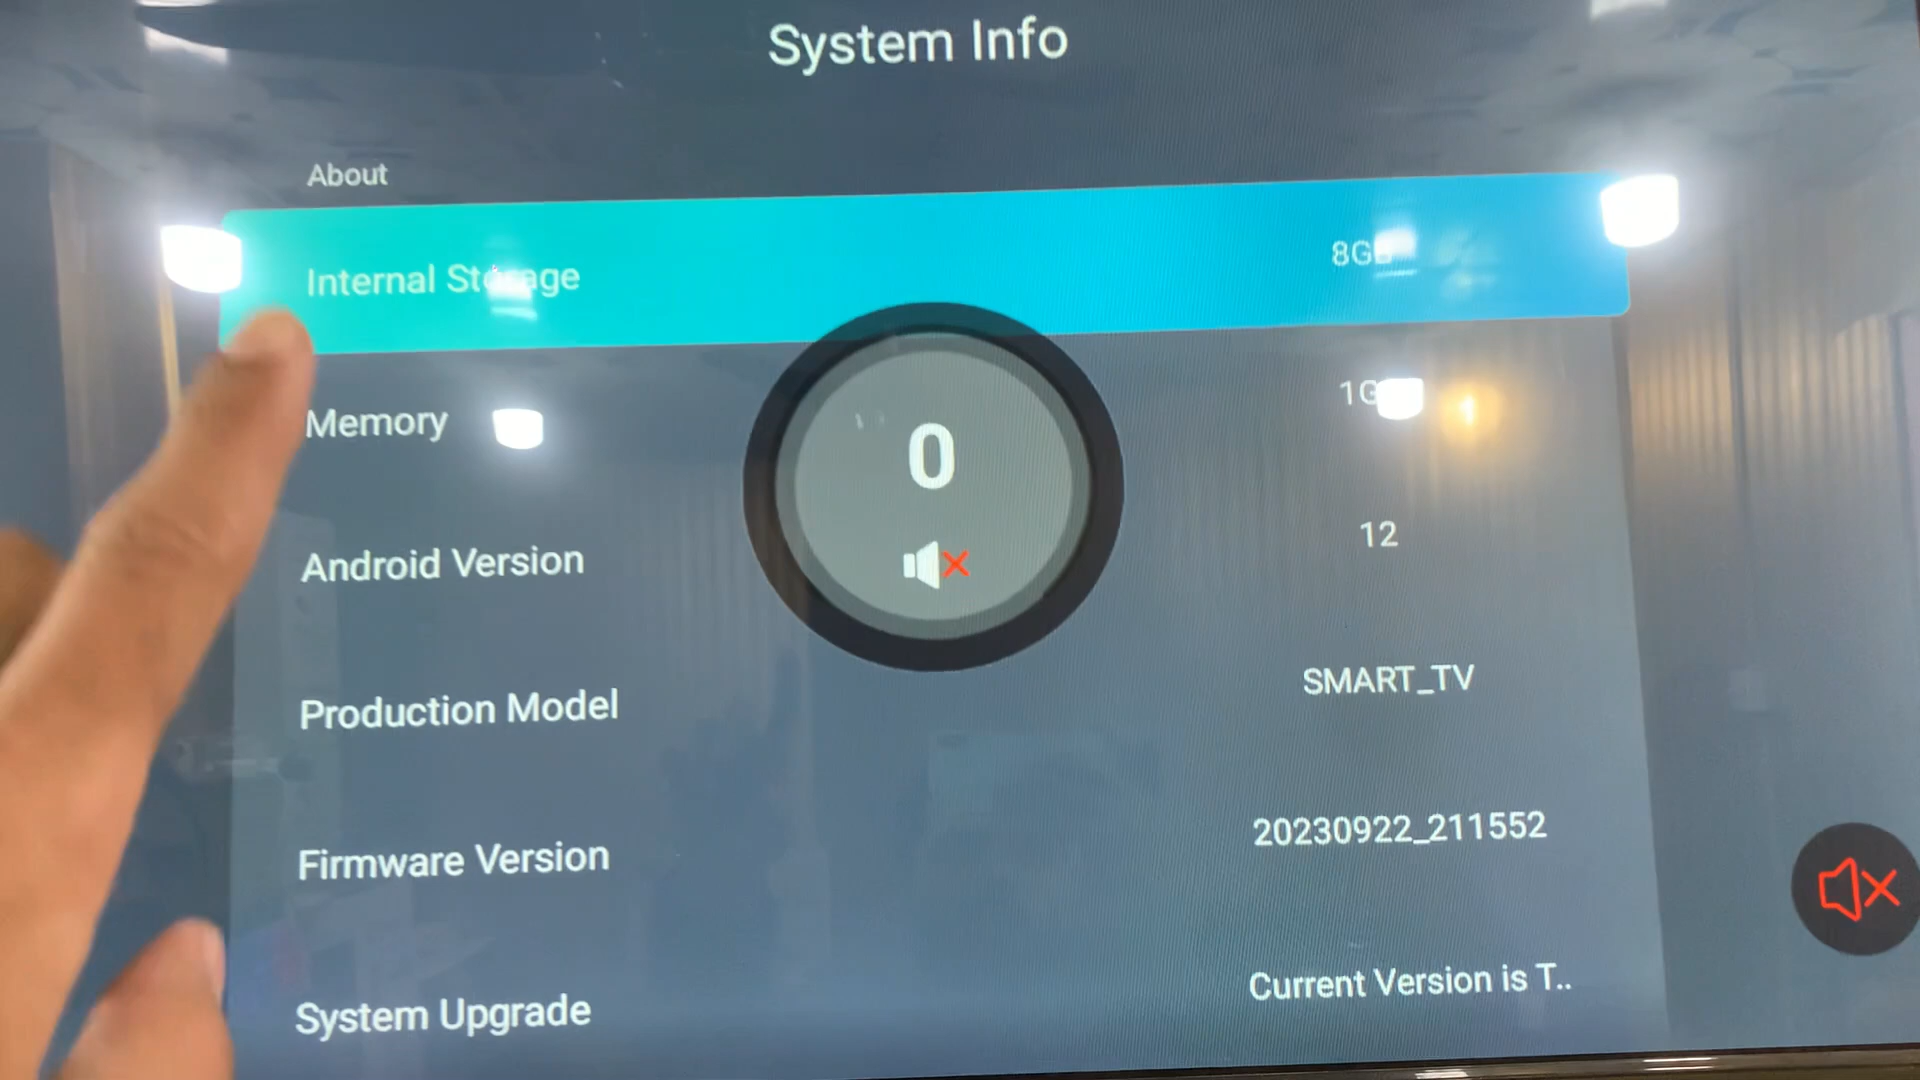 System Info
About
Internal Storage 8GB
Memory 1G
0
Android Version 12
Production Model SMART_TV
Firmware Version 20230922_211552
System Upgrade Current Version is T..